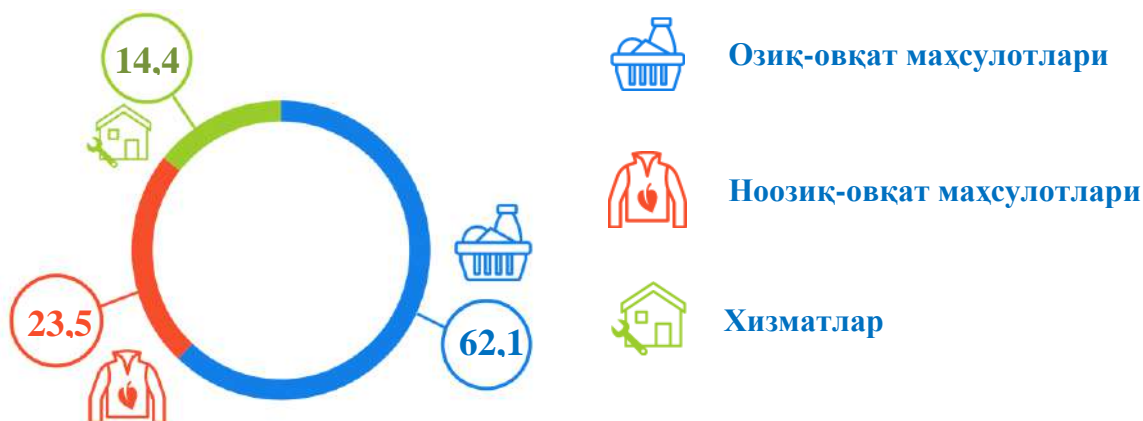 14,4
23,5
62,1
Озиқ-овқат маҳсулотлари
Ноозиқ-овқат маҳсулотлари
Хизматлар